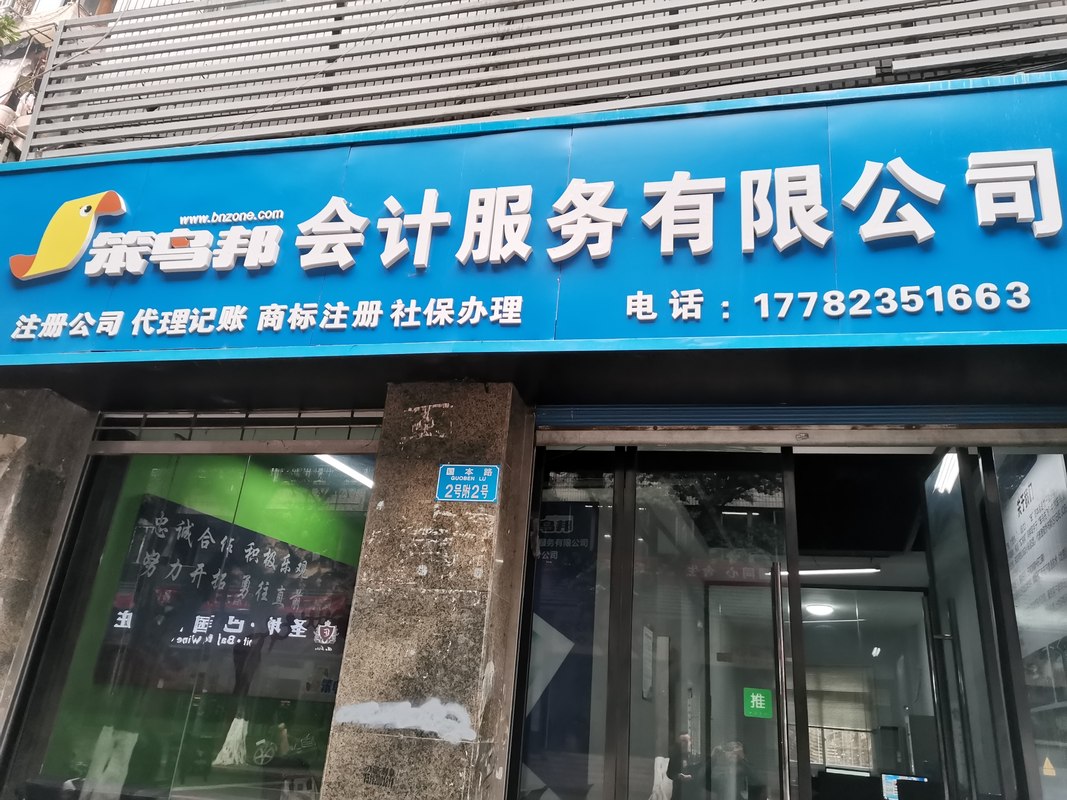 www.bnzone.com
笨鸟邦 会计服务有限公司
注册公司 代理记账 商标注册 社保办理
电话：17782351663
国本路
GUOBEN LU
2号附2号
忠诚合作 积极乐观
努力开拓 勇往直前
推